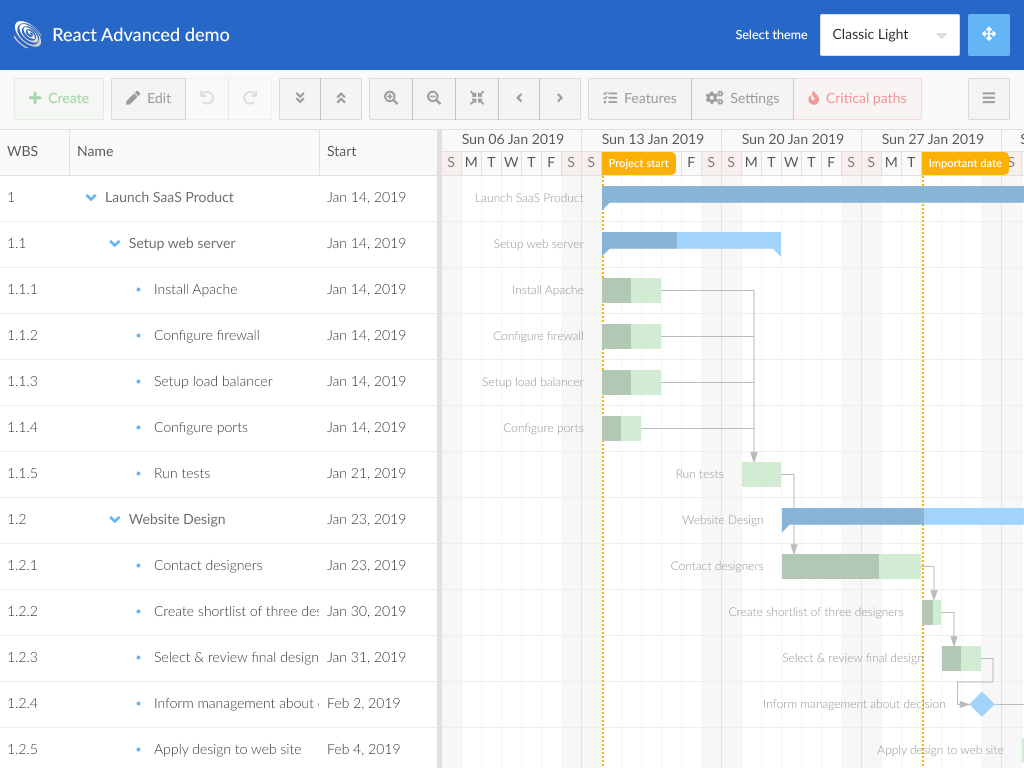 React Advanced demo
Select theme
Classic Light
Create
Edit
Features
Settings
Critical paths
WBS Name Start
Sun 06 Jan 2019 Sun 13 Jan 2019 Sun 20 Jan 2019 Sun 27 Jan 2019
S M T W T F S S F S S M T W T F S S M T S
Project start
Important date
1 Launch SaaS Product Jan 14, 2019 Launch SaaS Product
1.1 Setup web server Jan 14, 2019 Setup web server
1.1.1 Install Apache Jan 14, 2019 Install Apache
1.1.2 Configure firewall Jan 14, 2019 Configure firewall
1.1.3 Setup load balancer Jan 14, 2019 Setup load balancer
1.1.4 Configure ports Jan 14, 2019 Configure ports
1.1.5 Run tests Jan 21, 2019 Run tests
1.2 Website Design Jan 23, 2019 Website Design
1.2.1 Contact designers Jan 23, 2019 Contact designers
1.2.2 Create shortlist of three des Jan 30, 2019 Create shortlist of three designers
1.2.3 Select & review final design Jan 31, 2019 Select & review final design
1.2.4 Inform management about Feb 2, 2019 Inform management about decision
1.2.5 Apply design to web site Feb 4, 2019 Apply design to web site